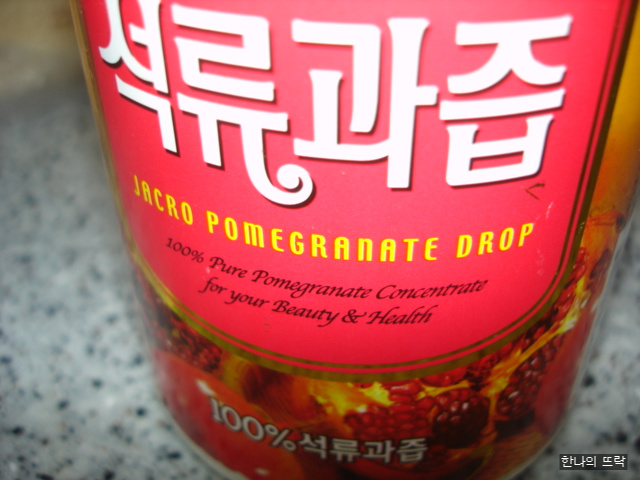 석류과즙
JACRO POMEGRANATE DROP
100% Pure Pomegranate Concentrate
for your Beauty & Health
100%석류과즙
한나의 뜨락